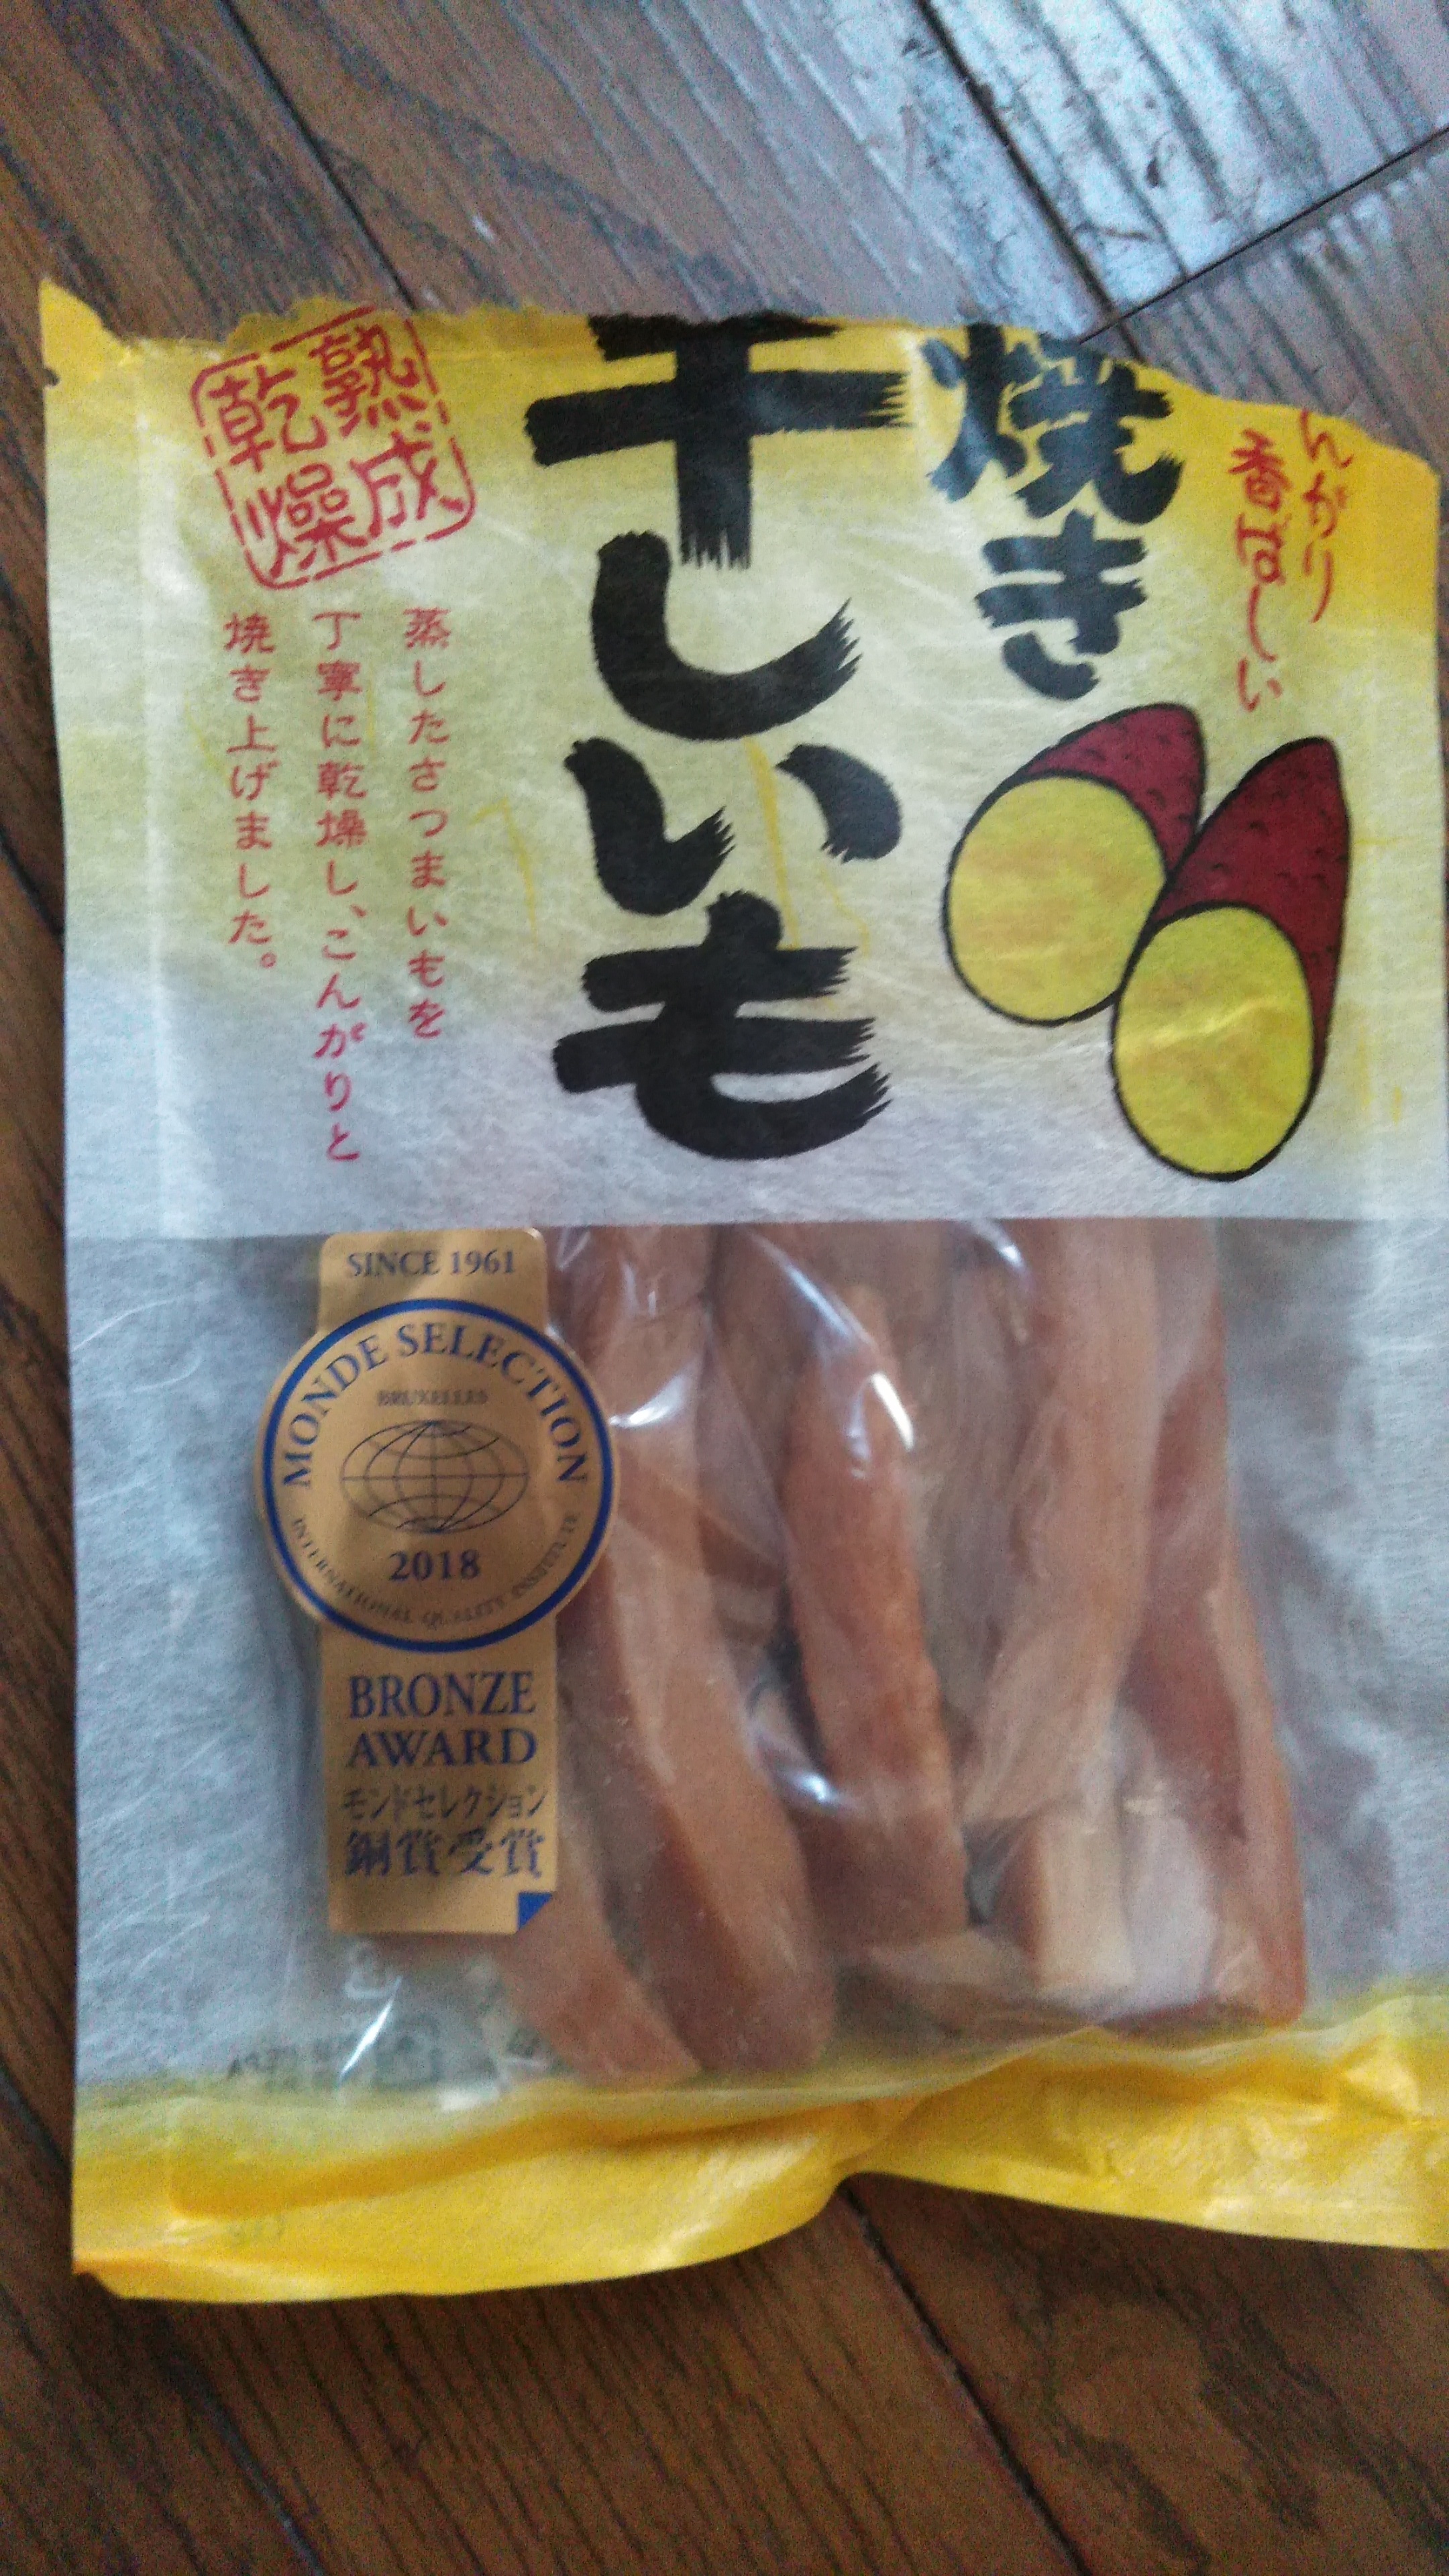 んがり
香ばしい
焼き
干しいも
熟成
乾燥
蒸したさつまいもを
丁寧に乾燥し、こんがりと
焼き上げました。
SINCE 1961
MONDE SELECTION
BRUXELLES
2018
INTERNATIONAL QUALITY INSTITUTE
BRONZE
AWARD
モンドセレクション
銅賞受賞